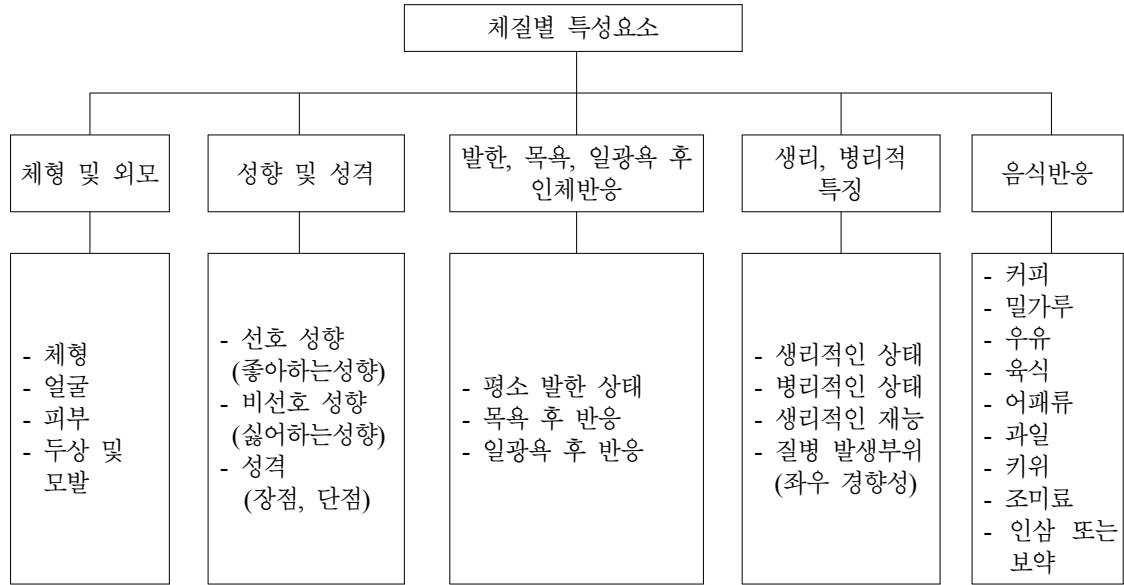 체질별 특성요소
체형 및 외모
성향 및 성격
발한, 목욕, 일광욕 후
인체반응
생리, 병리적
특징
음식반응
- 체형
- 얼굴
- 피부
- 두상 및
모발
- 선호 성향
(좋아하는성향)
- 비선호 성향
(싫어하는성향)
- 성격
(장점, 단점)
- 평소 발한 상태
- 목욕 후 반응
- 일광욕 후 반응
- 생리적인 상태
- 병리적인 상태
- 생리적인 재능
- 질병 발생부위
(좌우 경향성)
- 커피
- 밀가루
- 우유
- 육식
- 어패류
- 과일
- 키위
- 조미료
- 인삼 또는
보약